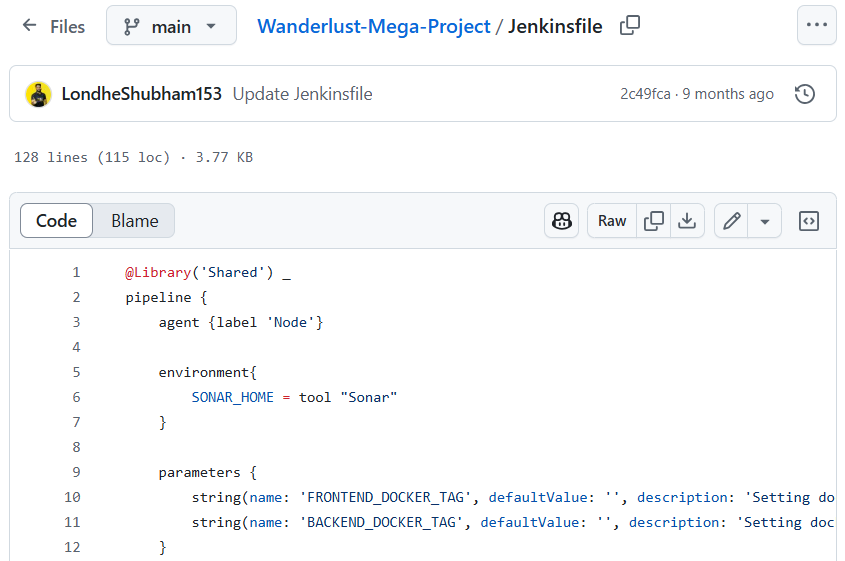 Files main Wanderlust-Mega-Project / Jenkinsfile
LondheShubham153 Update Jenkinsfile 2c49fca · 9 months ago
128 lines (115 loc) · 3.77 KB
Code Blame Raw
1 @Library('Shared') _
2 pipeline {
3 agent {label 'Node'}
4
5 environment{
6 SONAR_HOME = tool "Sonar"
7 }
8
9 parameters {
10 string(name: 'FRONTEND_DOCKER_TAG', defaultValue: '', description: 'Setting do
11 string(name: 'BACKEND_DOCKER_TAG', defaultValue: '', description: 'Setting doc
12 }